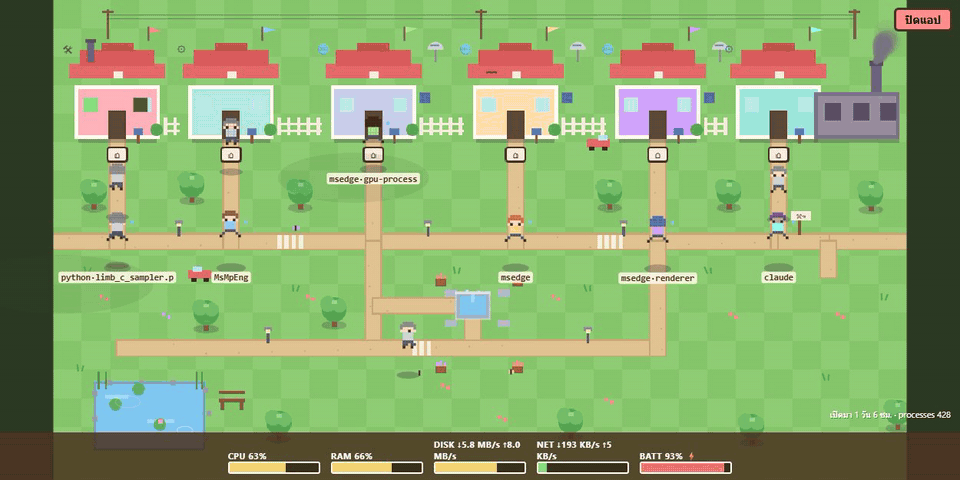 ปิดแอป
msedge-gpu-process
python-limb_c_sampler.p
MsMpEng
msedge
msedge-renderer
claude
เปิดมา 1 วัน 6 ชม. · processes 428
CPU 63%
RAM 66%
DISK ↓5.8 MB/s ↑8.0
MB/s
NET ↓193 KB/s ↑5
KB/s
BATT 93% ⚡